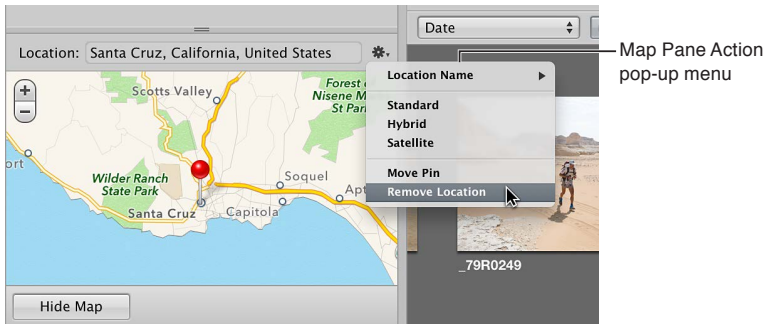 Location: Santa Cruz, California, United States
Date
Map Pane Action
pop-up menu
Location Name
Standard
Hybrid
Satellite
Move Pin
Remove Location
+
−
Scotts Valley
Forest
Nisene M
St Par
ort
Wilder Ranch
State Park
Soquel
Apt
Santa Cruz
Capitola
_79R0249
Hide Map